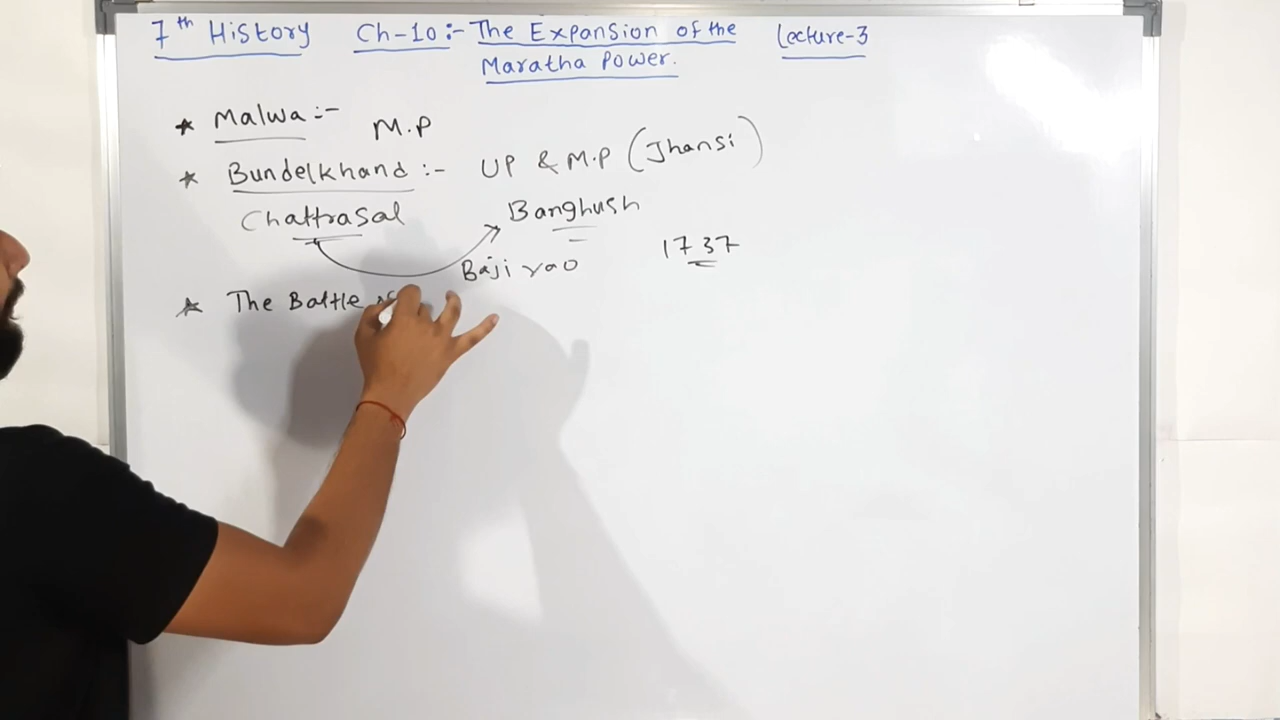 7th History Ch-10:- The Expansion of the Lecture-3
Maratha Power.
* Malwa :- M.P
* Bundelkhand :- UP & M.P (Jhansi)
Chattrasal Banghush
1737
Baji rao
* The Battle of